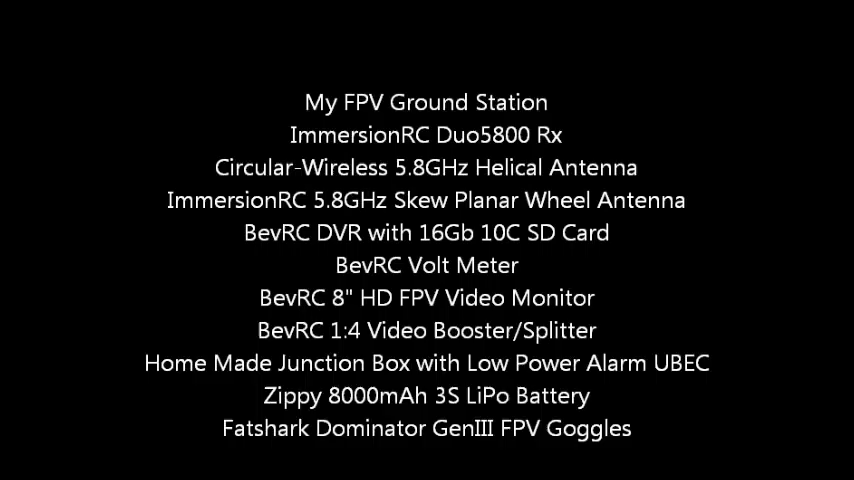 My FPV Ground Station
ImmersionRC Duo5800 Rx
Circular-Wireless 5.8GHz Helical Antenna
ImmersionRC 5.8GHz Skew Planar Wheel Antenna
BevRC DVR with 16Gb 10C SD Card
BevRC Volt Meter
BevRC 8" HD FPV Video Monitor
BevRC 1:4 Video Booster/Splitter
Home Made Junction Box with Low Power Alarm UBEC
Zippy 8000mAh 3S LiPo Battery
Fatshark Dominator GenIII FPV Goggles